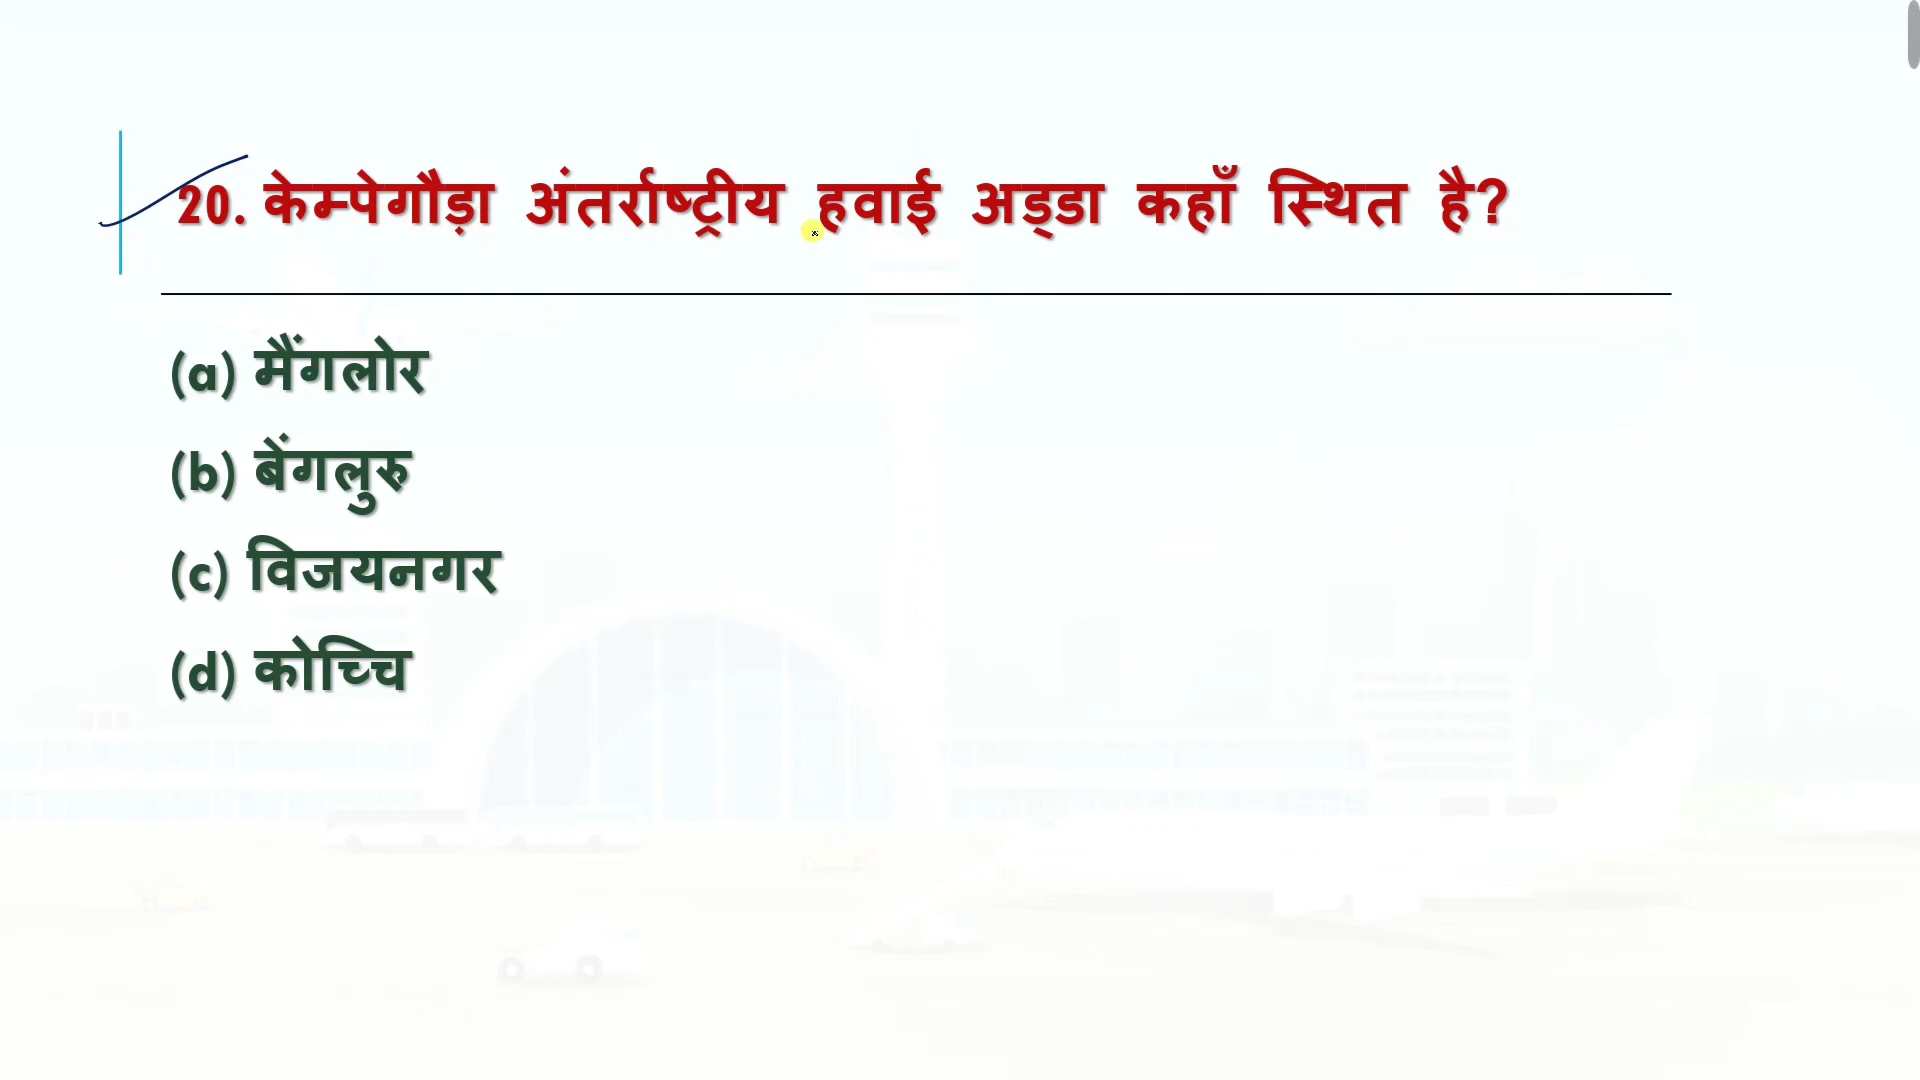 20. केम्पेगौड़ा अंतर्राष्ट्रीय हवाई अड्डा कहाँ स्थित है?
(a) मैंगलोर
(b) बेंगलुरु
(c) विजयनगर
(d) कोच्चि